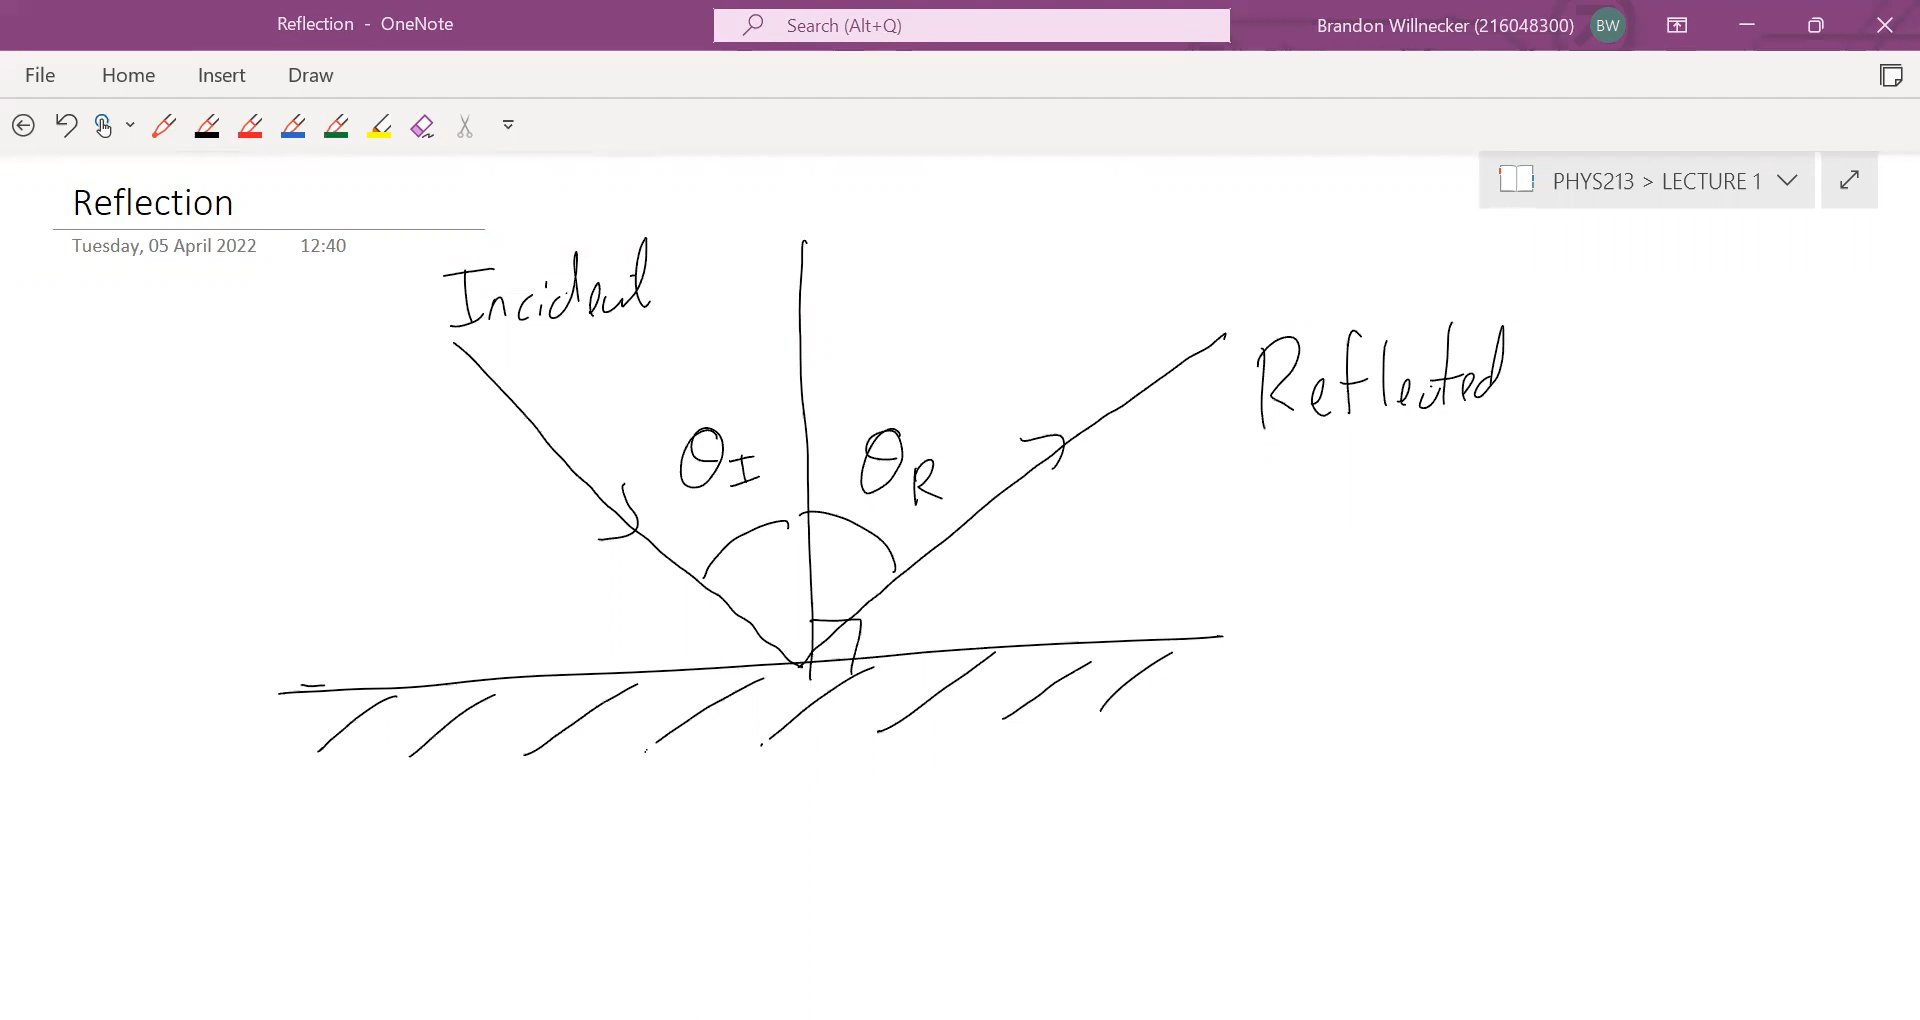 Reflection - OneNote
Search (Alt+Q)
Brandon Willnecker (216048300) BW
File Home Insert Draw
PHYS213 > LECTURE 1
Reflection
Tuesday, 05 April 2022 12:40
Incident
Reflected
θI θR